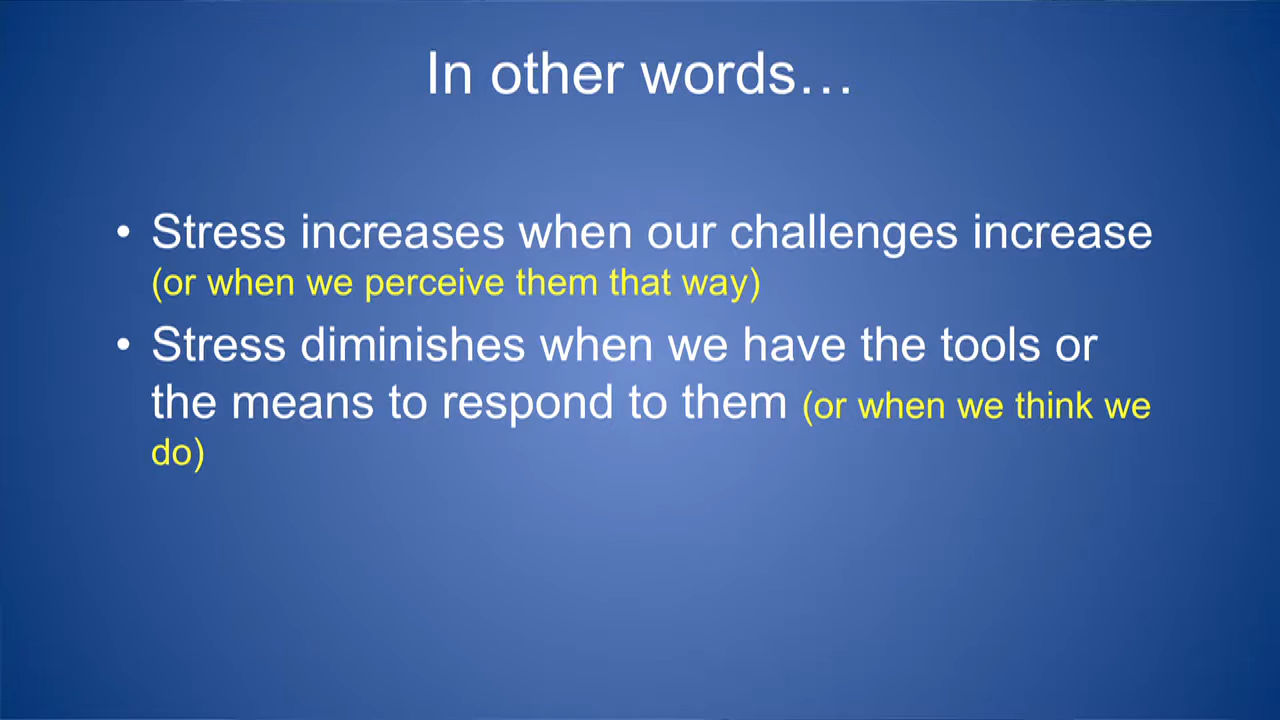 In other words…
• Stress increases when our challenges increase
(or when we perceive them that way)
• Stress diminishes when we have the tools or
the means to respond to them (or when we think we
do)